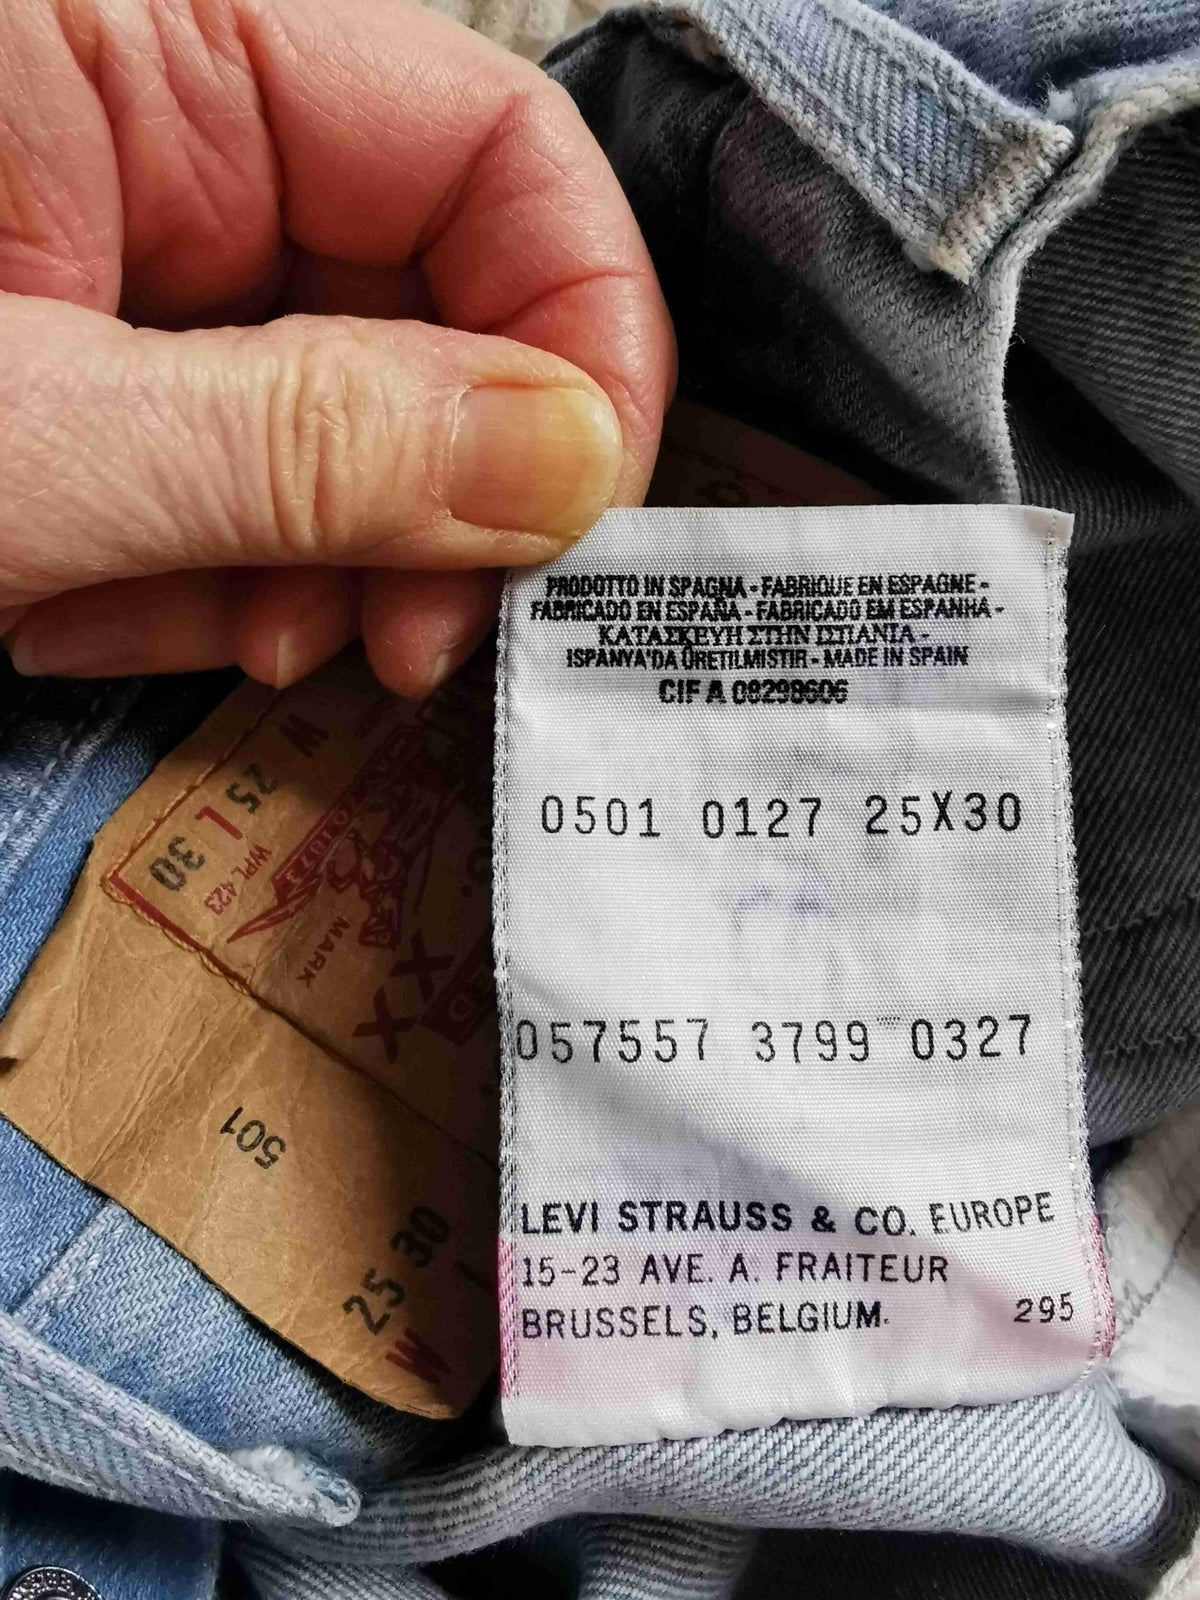 PRODOTTO IN SPAGNA - FABRIQUE EN ESPAGNE -
FABRICADO EN ESPAÑA - FABRICADO EM ESPANHA -
ΚΑΤΑΣΚΕΥΗ ΣΤΗΝ ΙΣΠΑΝΙΑ -
ISPANYA'DA ÜRETILMISTIR - MADE IN SPAIN
CIF A 08298606
0501 0127 25X30
057557 3799 0327
LEVI STRAUSS & CO. EUROPE
15-23 AVE. A. FRAITEUR
BRUSSELS, BELGIUM. 295
W 25 L 30
WPL 423
MARK
XX
501
25 30
W